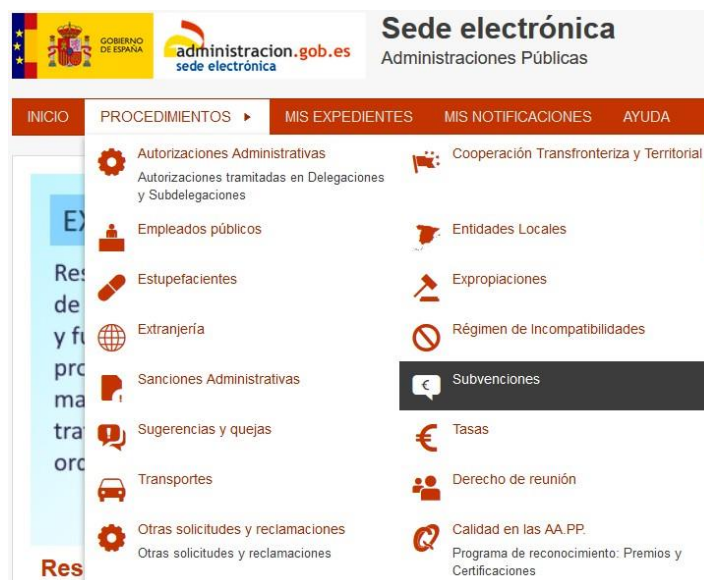 GOBIERNO
DE ESPAÑA
administracion.gob.es
sede electrónica
Sede electrónica
Administraciones Públicas
INICIO
PROCEDIMIENTOS
MIS EXPEDIENTES
MIS NOTIFICACIONES
AYUDA
Autorizaciones Administrativas
Autorizaciones tramitadas en Delegaciones
y Subdelegaciones
Cooperación Transfronteriza y Territorial
Empleados públicos
Entidades Locales
Estupefacientes
Expropiaciones
Extranjería
Régimen de Incompatibilidades
Sanciones Administrativas
€ Subvenciones
Sugerencias y quejas
€ Tasas
Transportes
Derecho de reunión
Otras solicitudes y reclamaciones
Otras solicitudes y reclamaciones
Calidad en las AA.PP.
Programa de reconocimiento: Premios y
Certificaciones
de
Res